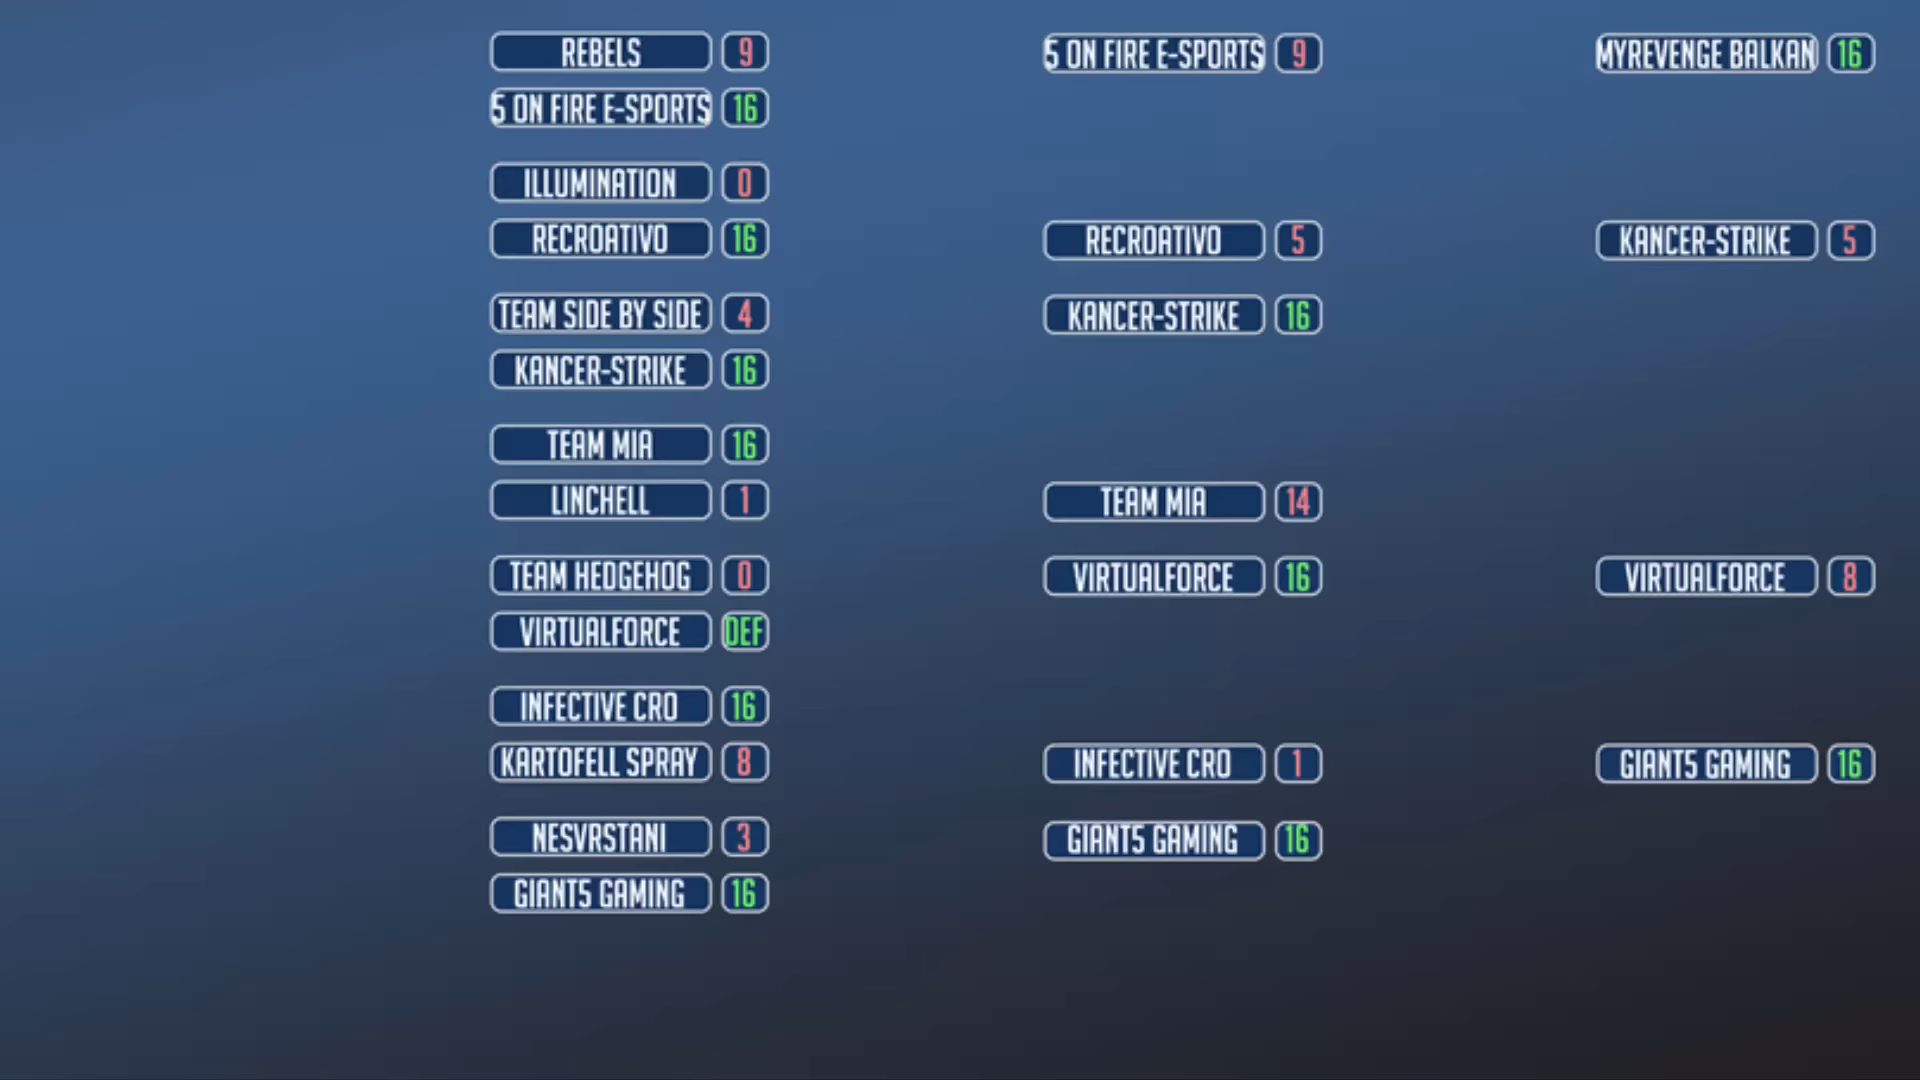 REBELS 9
5 ON FIRE E-SPORTS 16
ILLUMINATION 0
RECROATIVO 16
TEAM SIDE BY SIDE 4
KANCER-STRIKE 16
TEAM MIA 16
LINCHELL 1
TEAM HEDGEHOG 0
VIRTUALFORCE DEF
INFECTIVE CRO 16
KARTOFELL SPRAY 8
NESVRSTANI 3
GIANT5 GAMING 16
5 ON FIRE E-SPORTS 9
RECROATIVO 5
KANCER-STRIKE 16
TEAM MIA 14
VIRTUALFORCE 16
INFECTIVE CRO 1
GIANT5 GAMING 16
MYREVENGE BALKAN 16
KANCER-STRIKE 5
VIRTUALFORCE 8
GIANT5 GAMING 16